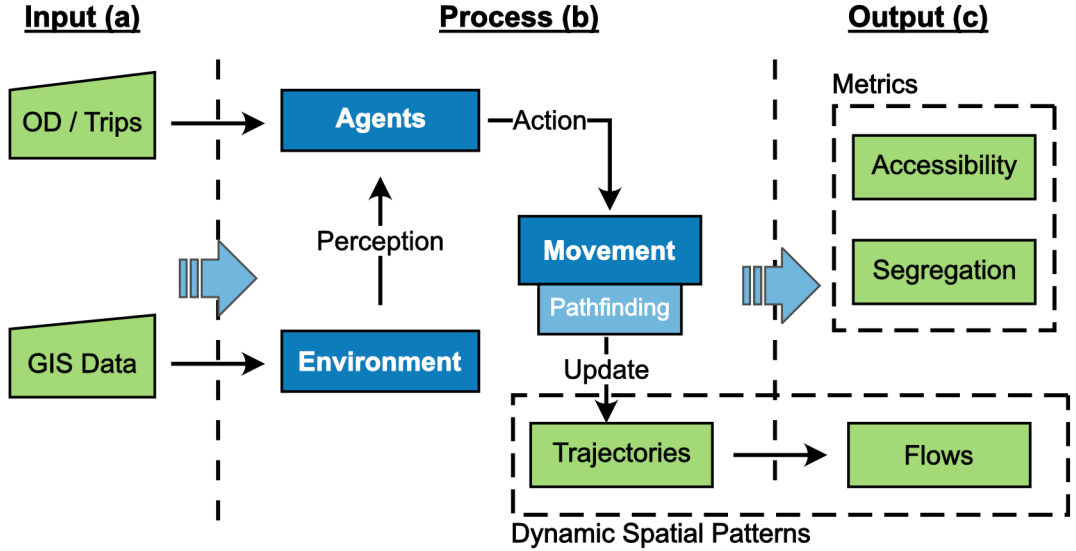 Input (a)
Process (b)
Output (c)
OD / Trips
Agents
Action
Metrics
Accessibility
Perception
Movement
Pathfinding
Segregation
GIS Data
Environment
Update
Trajectories
Flows
Dynamic Spatial Patterns